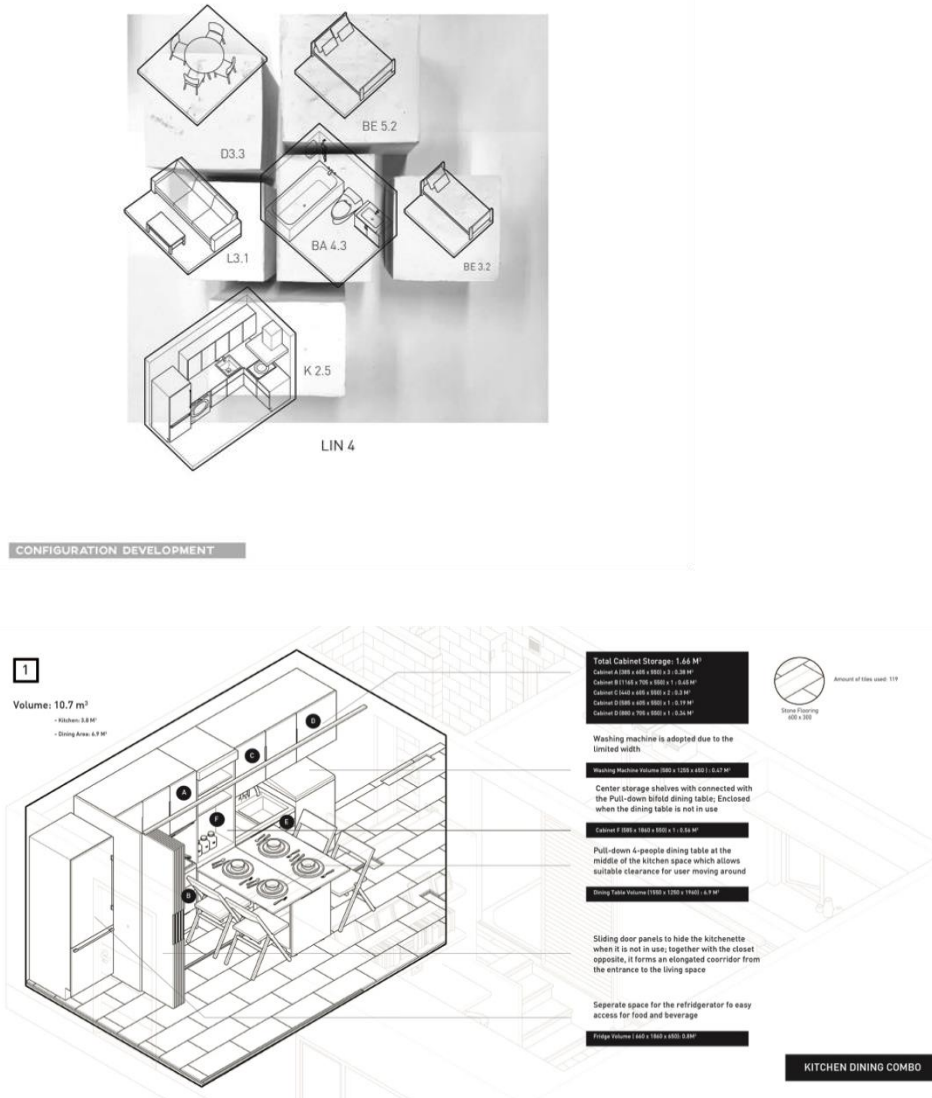 D3.3
BE 5.2
L3.1
BA 4.3
BE 3.2
K 2.5
LIN 4
CONFIGURATION DEVELOPMENT
1
Volume: 10.7 m³
- Kitchen: 3.8 M³
- Dining Area: 6.9 M³
A
B
C
D
E
F
Total Cabinet Storage: 1.66 M³
Cabinet A (385 x 605 x 550) x 3 : 0.38 M³
Cabinet B (1165 x 705 x 550) x 1 : 0.45 M³
Cabinet C (440 x 605 x 550) x 2 : 0.3 M³
Cabinet D (585 x 605 x 550) x 1 : 0.19 M³
Cabinet D (880 x 705 x 550) x 1 : 0.34 M³
Stone Flooring
600 x 300
Amount of tiles used: 119
Washing machine is adopted due to the
limited width
Washing Machine Volume (580 x 1255 x 650) : 0.47 M³
Center storage shelves with connected with
the Pull-down bifold dining table; Enclosed
when the dining table is not in use
Cabinet F (585 x 1860 x 550) x 1 : 0.56 M³
Pull-down 4-people dining table at the
middle of the kitchen space which allows
suitable clearance for user moving around
Dining Table Volume (1550 x 1250 x 1960) : 6.9 M³
Sliding door panels to hide the kitchenette
when it is not in use; together with the closet
opposite, it forms an elongated coorridor from
the entrance to the living space
Seperate space for the refridgerator fo easy
access for food and beverage
Fridge Volume ( 660 x 1860 x 650): 0.8M³
KITCHEN DINING COMBO